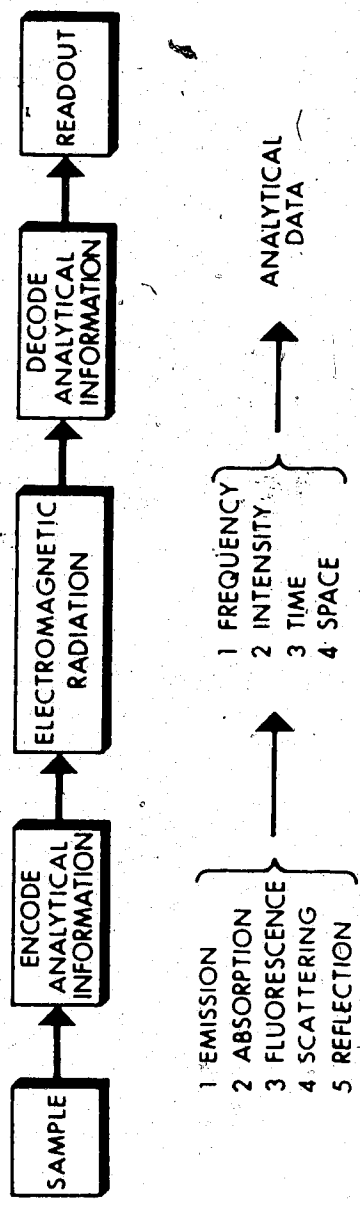 SAMPLE
ENCODE
ANALYTICAL
INFORMATION
ELECTROMAGNETIC
RADIATION
DECODE
ANALYTICAL
INFORMATION
READOUT
1 EMISSION
2 ABSORPTION
3 FLUORESCENCE
4 SCATTERING
5 REFLECTION
1 FREQUENCY
2 INTENSITY
3 TIME
4 SPACE
ANALYTICAL
DATA